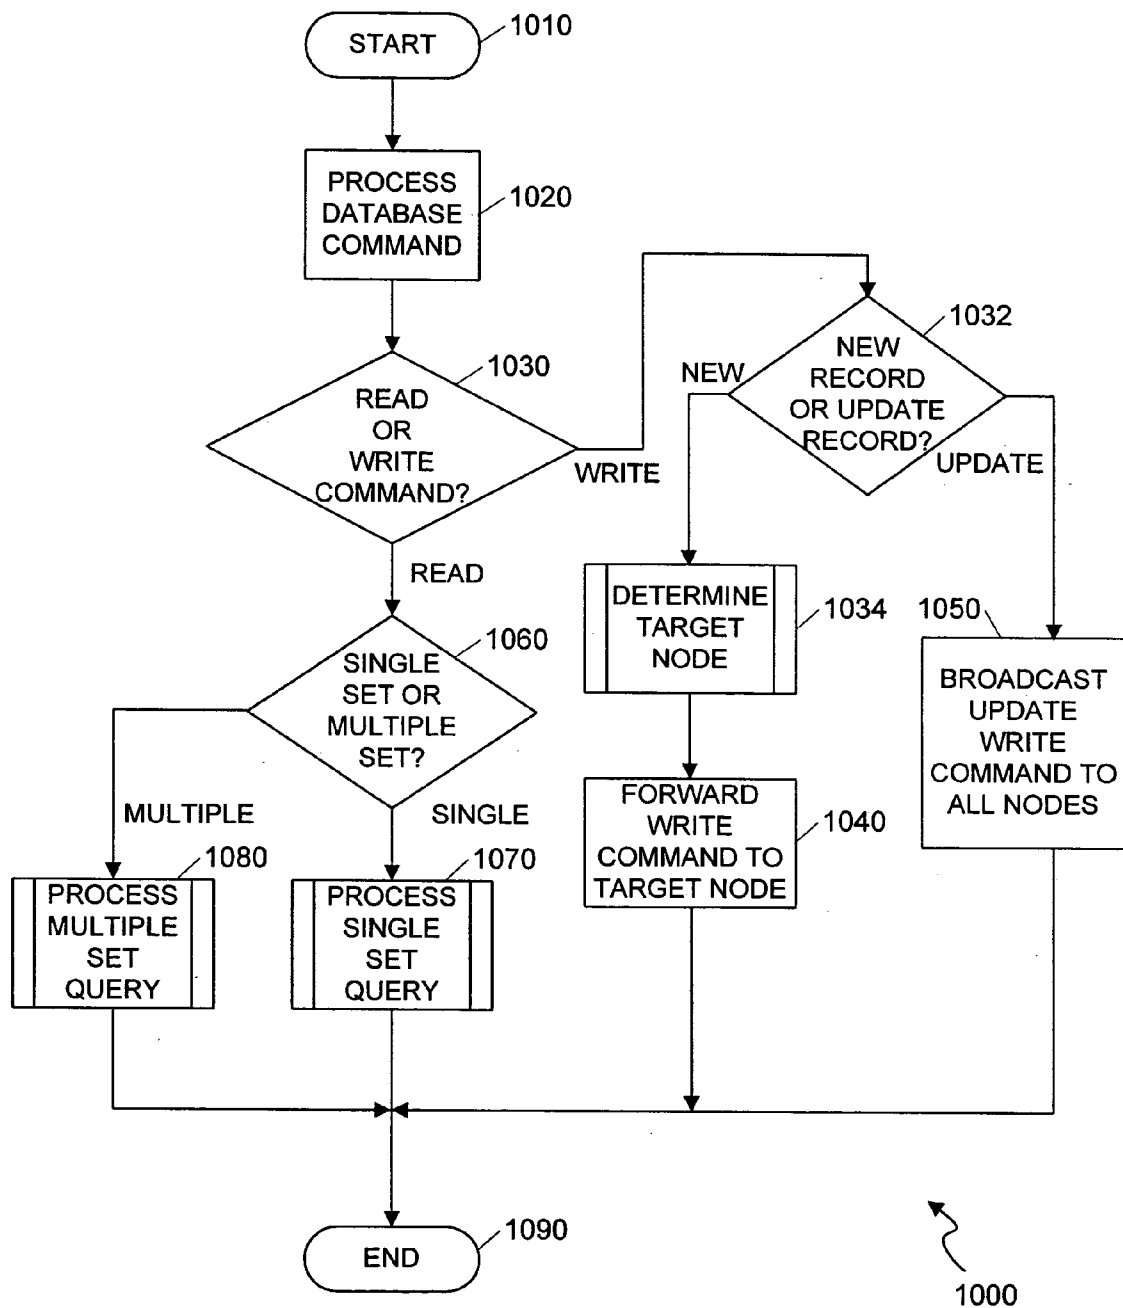 START
1010
PROCESS
DATABASE
COMMAND
1020
READ
OR
WRITE
COMMAND?
1030
WRITE
NEW
RECORD
OR UPDATE
RECORD?
1032
NEW
UPDATE
READ
DETERMINE
TARGET
NODE
1034
1050
BROADCAST
UPDATE
WRITE
COMMAND TO
ALL NODES
SINGLE
SET OR
MULTIPLE
SET?
1060
MULTIPLE
SINGLE
FORWARD
WRITE
COMMAND TO
TARGET NODE
1040
1080
PROCESS
MULTIPLE
SET
QUERY
1070
PROCESS
SINGLE
SET
QUERY
END
1090
1000